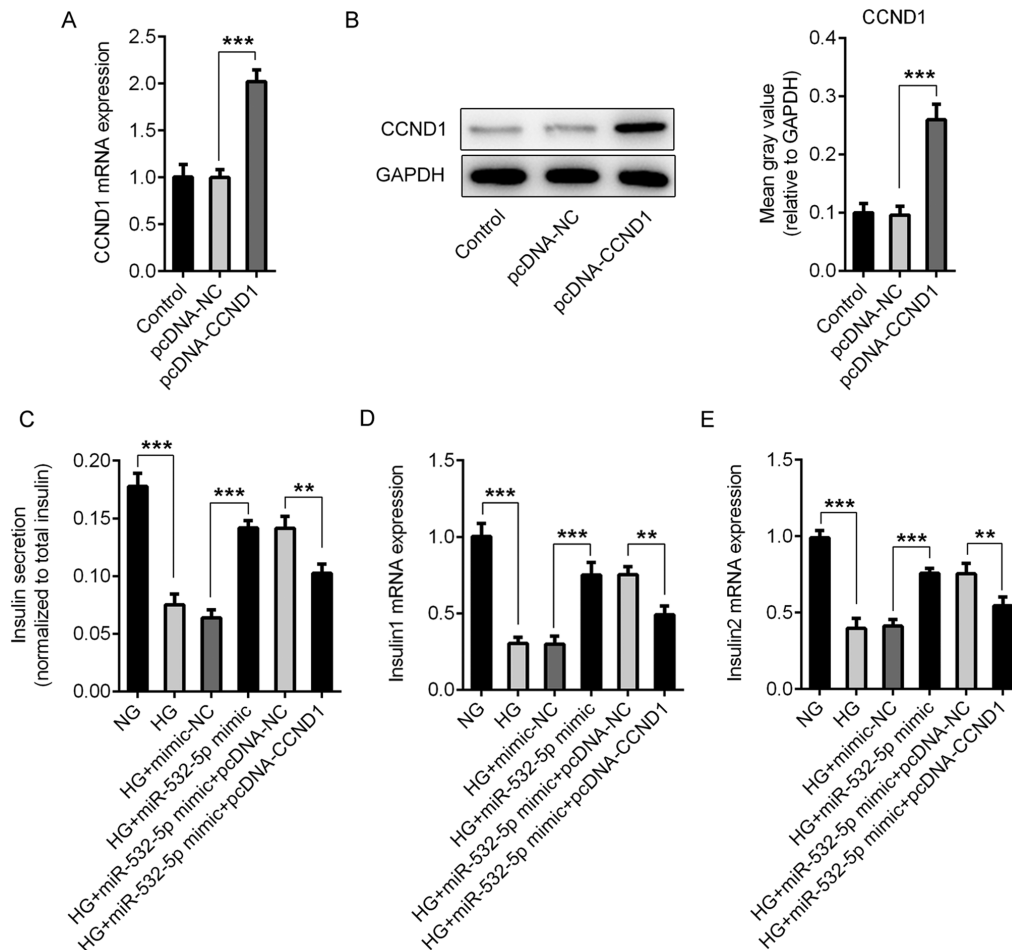 A
CCND1 mRNA expression
2.5
2.0
1.5
1.0
0.5
0.0
***
Control
pcDNA-NC
pcDNA-CCND1
B
CCND1
GAPDH
Control
pcDNA-NC
pcDNA-CCND1
CCND1
Mean gray value
(relative to GAPDH)
0.4
0.3
0.2
0.1
0.0
***
Control
pcDNA-NC
pcDNA-CCND1
C
Insulin secretion
(normalized to total insulin)
0.20
0.15
0.10
0.05
0.00
***
***
**
NG
HG
HG+mimic-NC
HG+miR-532-5p mimic
HG+miR-532-5p mimic+pcDNA-NC
HG+miR-532-5p mimic+pcDNA-CCND1
D
Insulin1 mRNA expression
1.5
1.0
0.5
0.0
***
***
**
NG
HG
HG+mimic-NC
HG+miR-532-5p mimic
HG+miR-532-5p mimic+pcDNA-NC
HG+miR-532-5p mimic+pcDNA-CCND1
E
Insulin2 mRNA expression
1.5
1.0
0.5
0.0
***
***
**
NG
HG
HG+mimic-NC
HG+miR-532-5p mimic
HG+miR-532-5p mimic+pcDNA-NC
HG+miR-532-5p mimic+pcDNA-CCND1